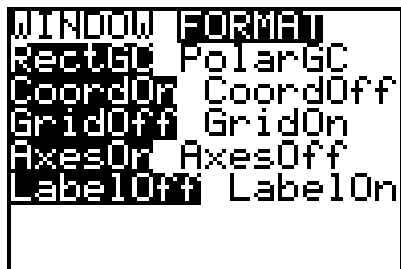 WINDOW FORMAT
RectGC PolarGC
CoordOn CoordOff
GridOff GridOn
AxesOn AxesOff
LabelOff LabelOn